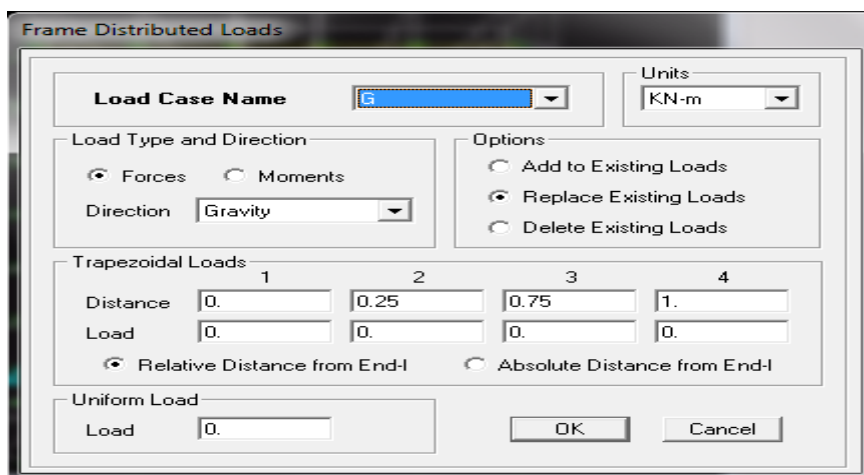 Frame Distributed Loads
Units
Load Case Name G KN-m
Load Type and Direction Options
Forces Moments Add to Existing Loads
Direction Gravity Replace Existing Loads
Delete Existing Loads
Trapezoidal Loads
1 2 3 4
Distance 0. 0.25 0.75 1.
Load 0. 0. 0. 0.
Relative Distance from End-I Absolute Distance from End-I
Uniform Load
Load 0. OK Cancel